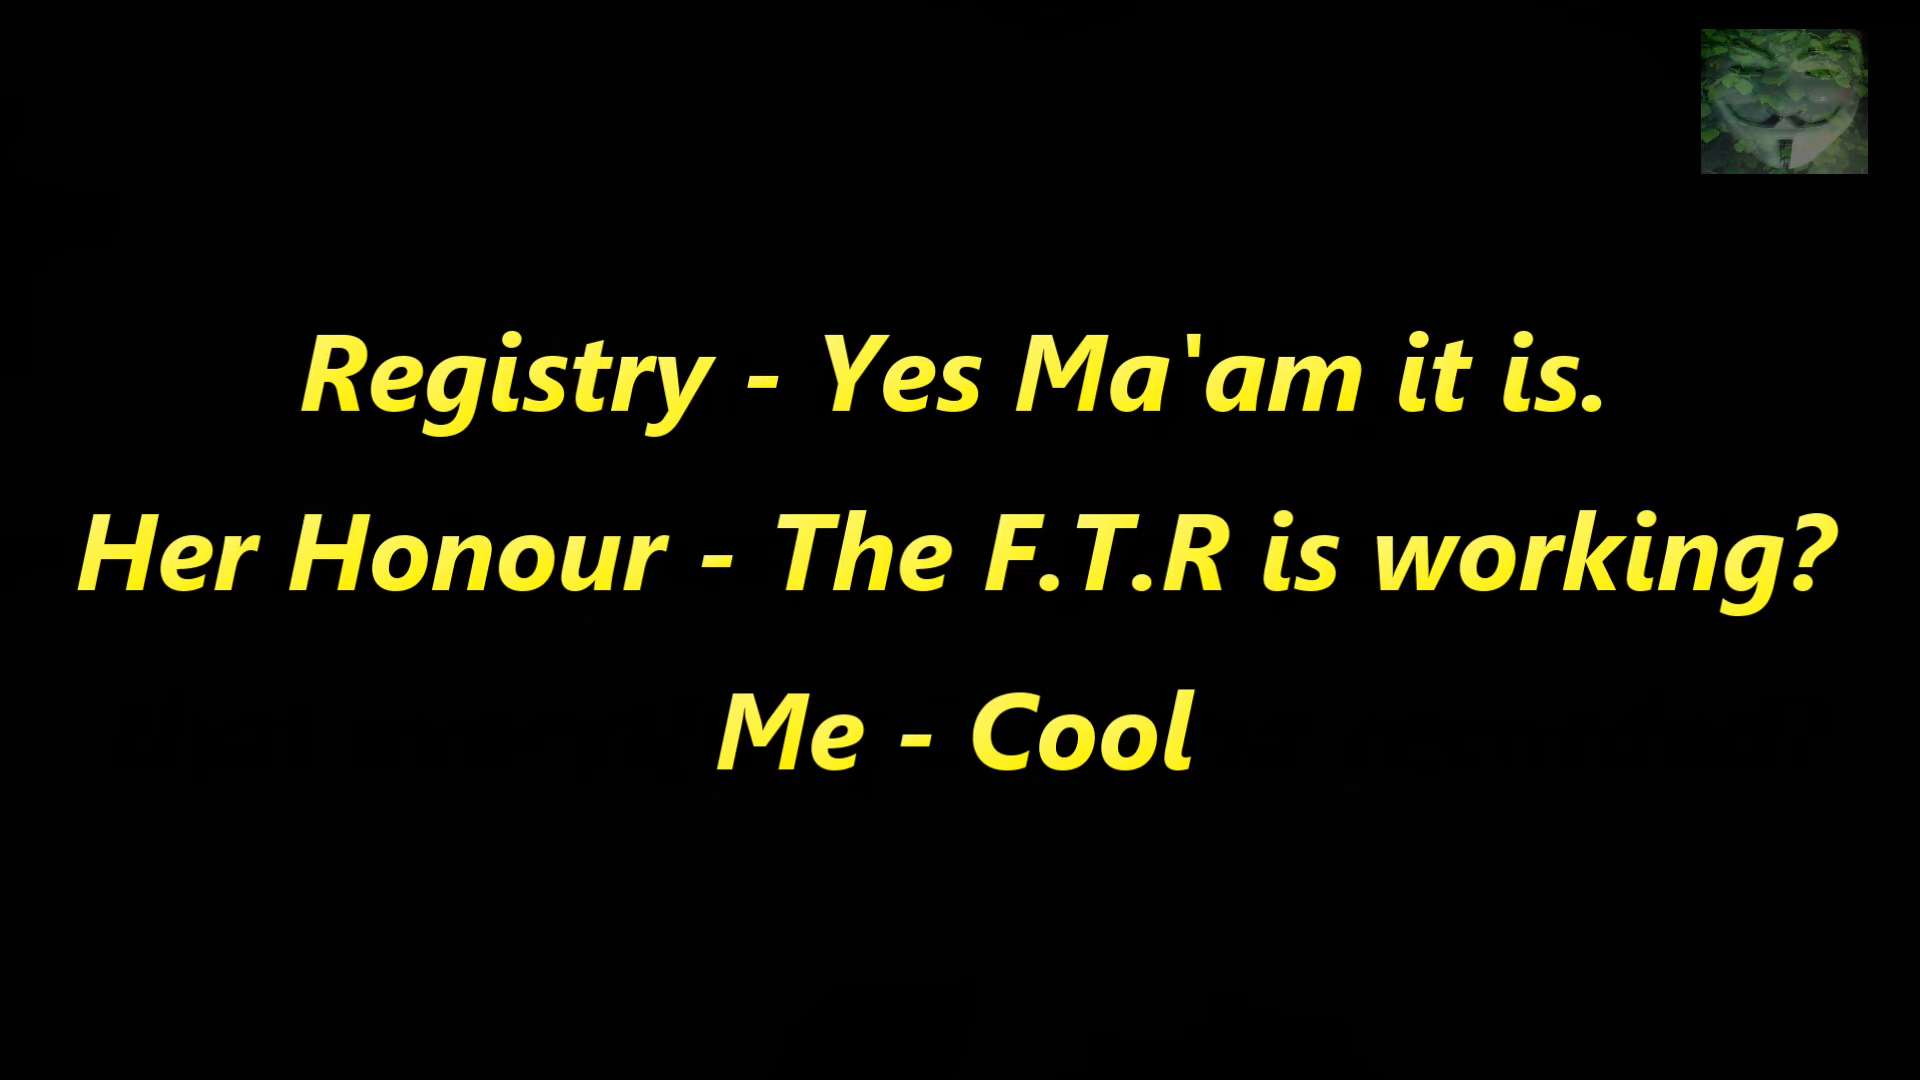 Registry - Yes Ma'am it is.
Her Honour - The F.T.R is working?
Me - Cool